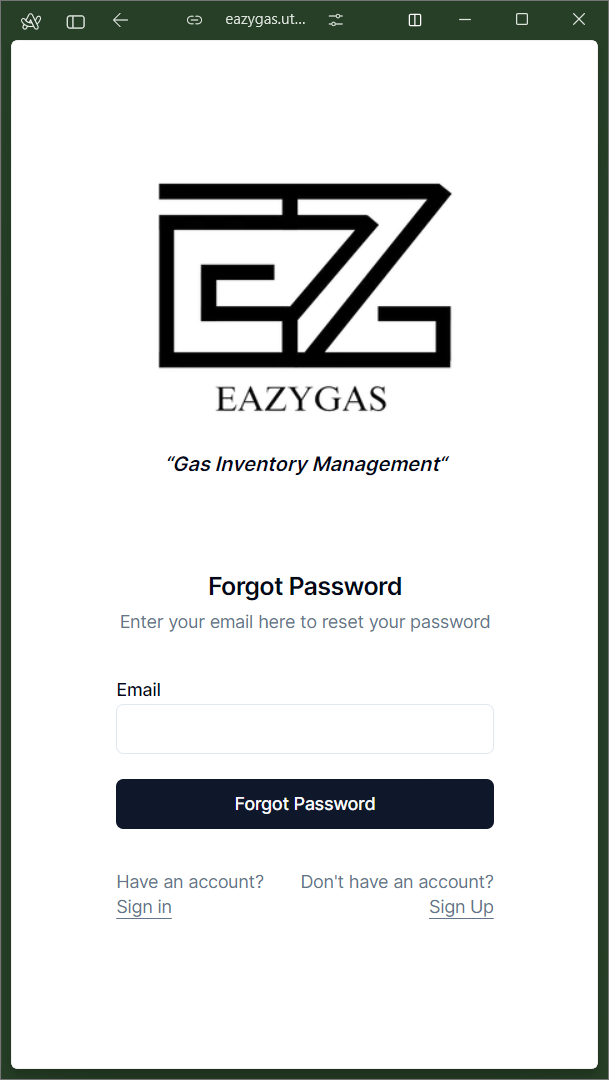 eazygas.ut...
EZ
EAZYGAS
“Gas Inventory Management“
Forgot Password
Enter your email here to reset your password
Email
Forgot Password
Have an account?
Sign in
Don't have an account?
Sign Up